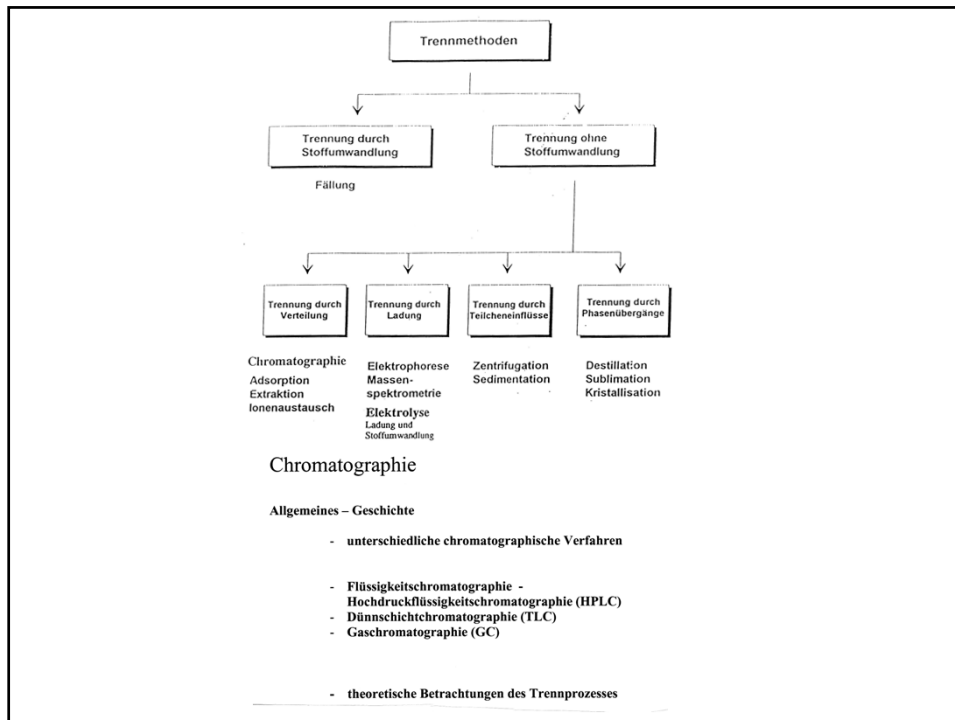 Trennmethoden
Trennung durch
Stoffumwandlung
Trennung ohne
Stoffumwandlung
Fällung
Trennung durch
Verteilung
Trennung durch
Ladung
Trennung durch
Teilcheneinflüsse
Trennung durch
Phasenübergänge
Chromatographie
Adsorption
Extraktion
Ionenaustausch
Elektrophorese
Massen-
spektrometrie
Elektrolyse
Ladung und
Stoffumwandlung
Zentrifugation
Sedimentation
Destillation
Sublimation
Kristallisation
Chromatographie
Allgemeines – Geschichte
- unterschiedliche chromatographische Verfahren
- Flüssigkeitschromatographie -
Hochdruckflüssigkeitschromatographie (HPLC)
- Dünnschichtchromatographie (TLC)
- Gaschromatographie (GC)
- theoretische Betrachtungen des Trennprozesses